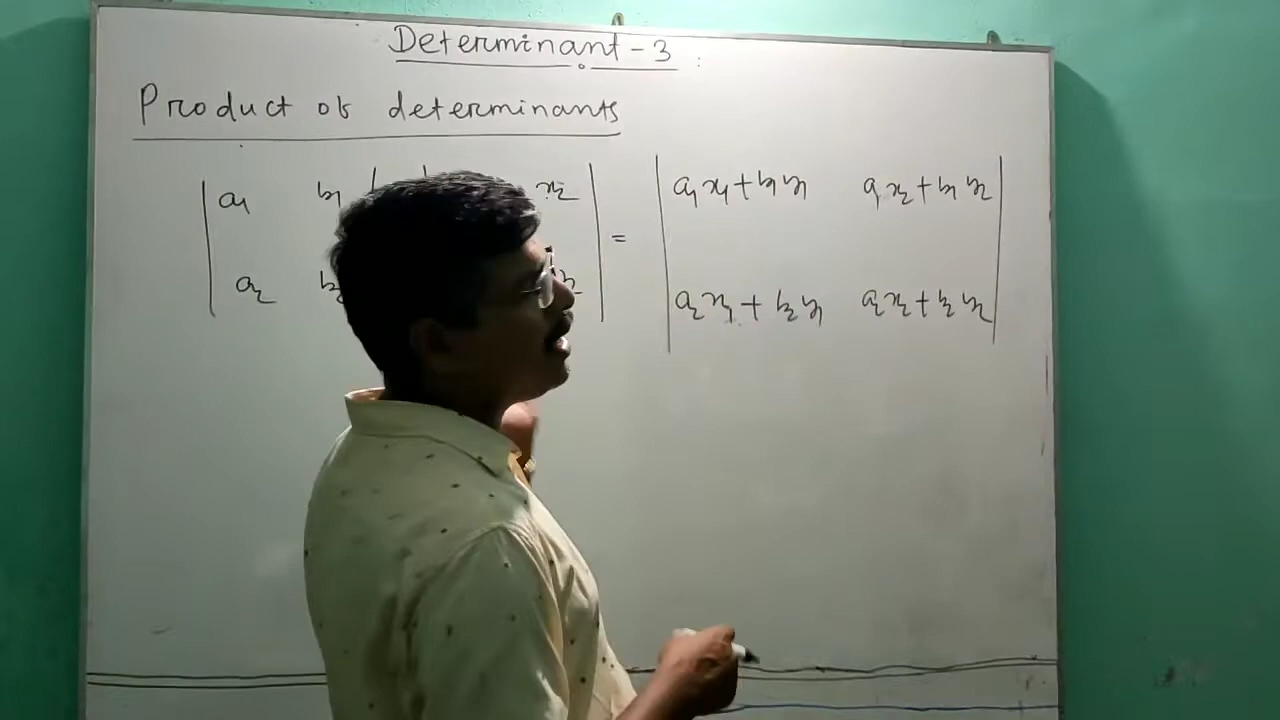 Determinant - 3
Product of determinants
a₁ b₁ x₂ = a₁x₁ + b₁y₁ a₁x₂ + b₁y₂
a₂ b₂ a₂x₁ + b₂y₁ a₂x₂ + b₂y₂